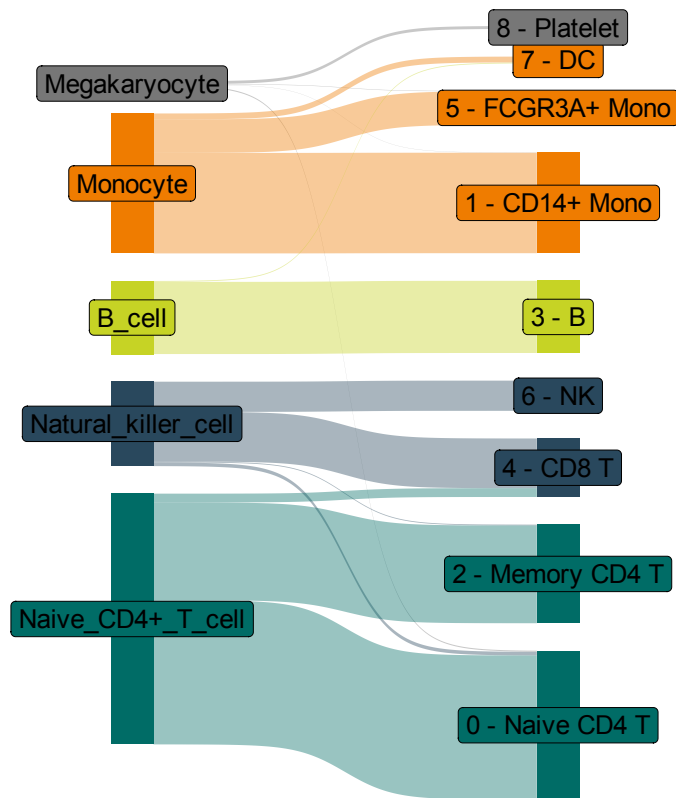 Megakaryocyte
Monocyte
B_cell
Natural_killer_cell
Naive_CD4+_T_cell
8 - Platelet
7 - DC
5 - FCGR3A+ Mono
1 - CD14+ Mono
3 - B
6 - NK
4 - CD8 T
2 - Memory CD4 T
0 - Naive CD4 T